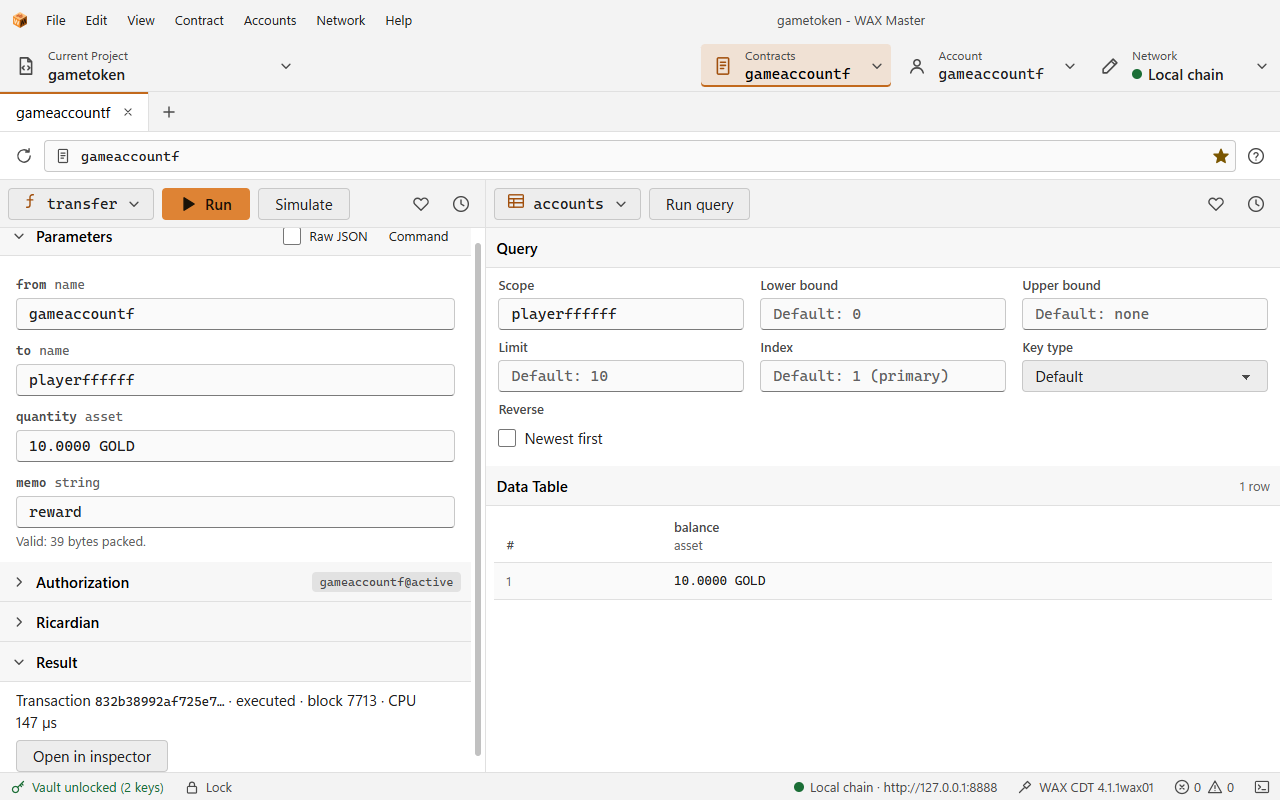 File Edit View Contract Accounts Network Help gametoken - WAX Master
Current Project
gametoken
Contracts
gameaccountf
Account
gameaccountf
Network
Local chain
gameaccountf
gameaccountf
transfer Run Simulate
accounts Run query
Parameters Raw JSON Command
from name
gameaccountf
to name
playerffffff
quantity asset
10.0000 GOLD
memo string
reward
Valid: 39 bytes packed.
Authorization gameaccountf@active
Ricardian
Result
Transaction 832b38992af725e7… · executed · block 7713 · CPU
147 µs
Open in inspector
Query
Scope Lower bound Upper bound
playerffffff Default: 0 Default: none
Limit Index Key type
Default: 10 Default: 1 (primary) Default
Reverse
Newest first
Data Table 1 row
balance
# asset
1 10.0000 GOLD
Vault unlocked (2 keys) Lock Local chain · http://127.0.0.1:8888 WAX CDT 4.1.1wax01 0 0